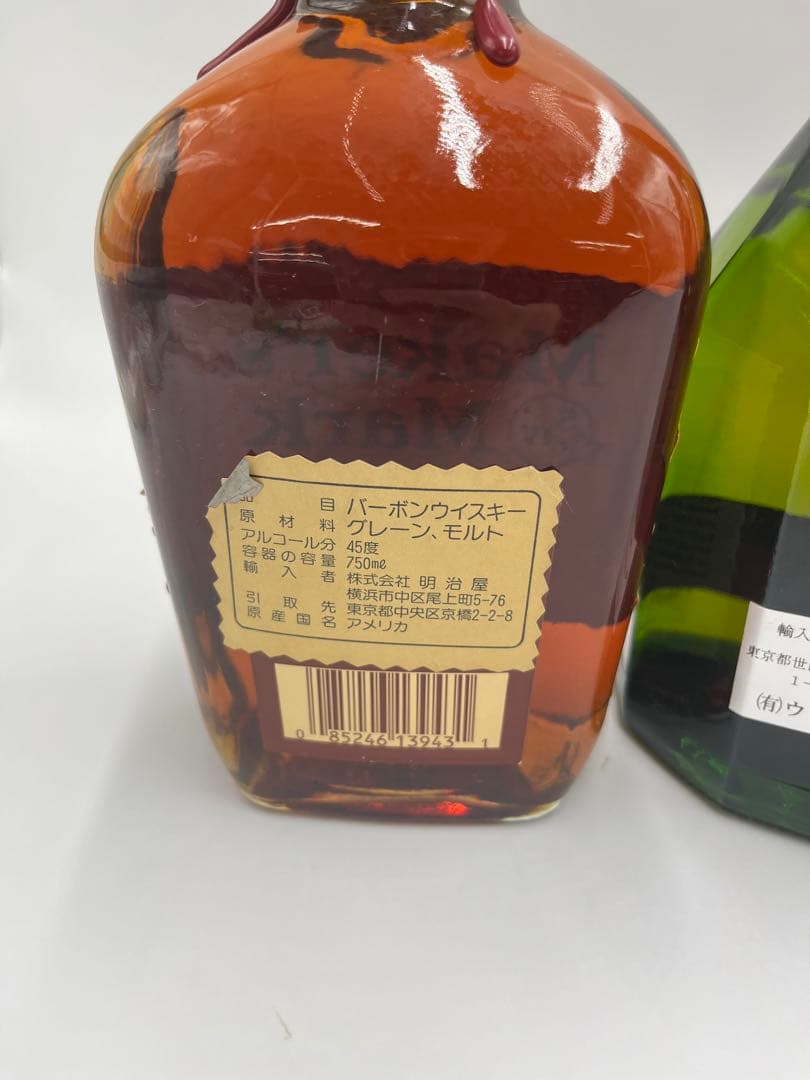 Maker's
Mark
品目 バーボンウイスキー
原材料 グレーン、モルト
アルコール分 45度
容器の容量 750mℓ
輸入者 株式会社 明治屋
横浜市中区尾上町5-76
引取先 東京都中央区京橋2-2-8
原産国名 アメリカ
0 85246 13943 1
輸入
東京都世
1-
(有)ウ